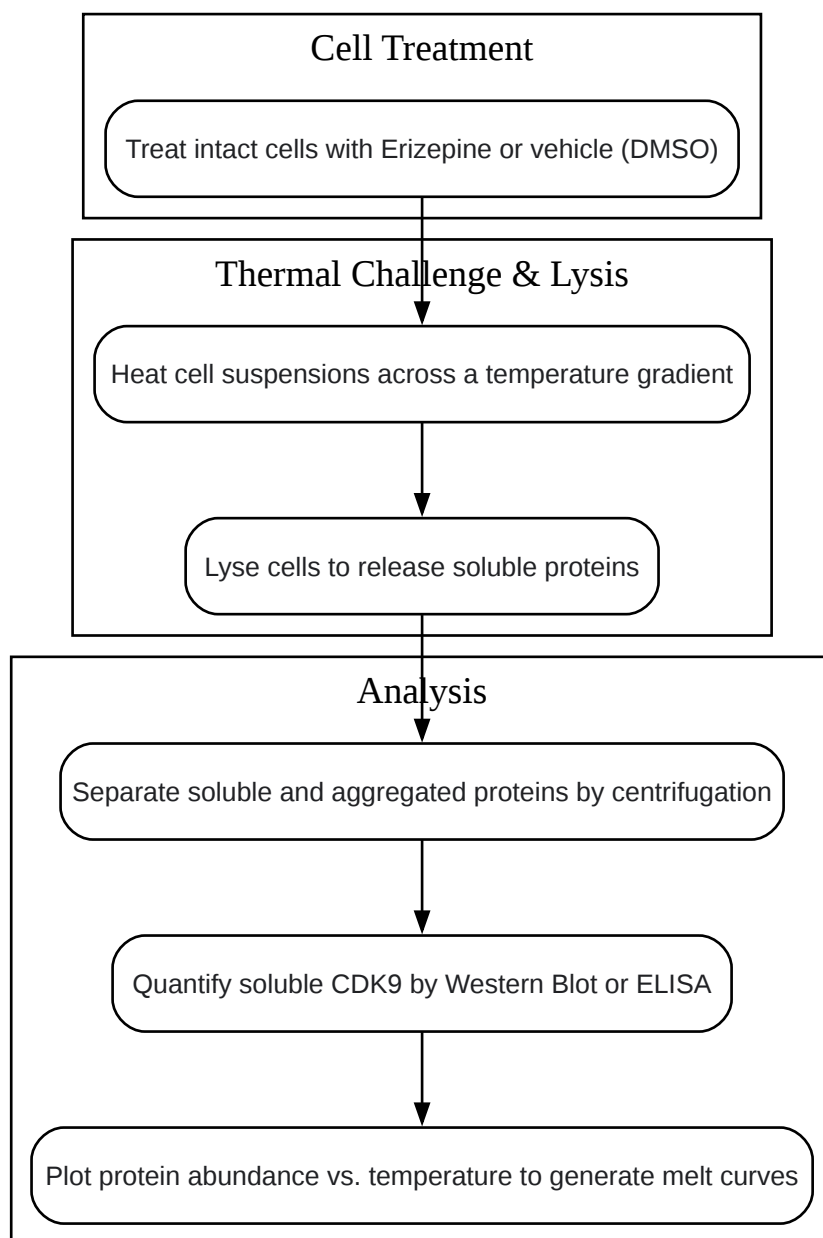 Cell Treatment
Treat intact cells with Erizepine or vehicle (DMSO)
Thermal Challenge & Lysis
Heat cell suspensions across a temperature gradient
Lyse cells to release soluble proteins
Analysis
Separate soluble and aggregated proteins by centrifugation
Quantify soluble CDK9 by Western Blot or ELISA
Plot protein abundance vs. temperature to generate melt curves